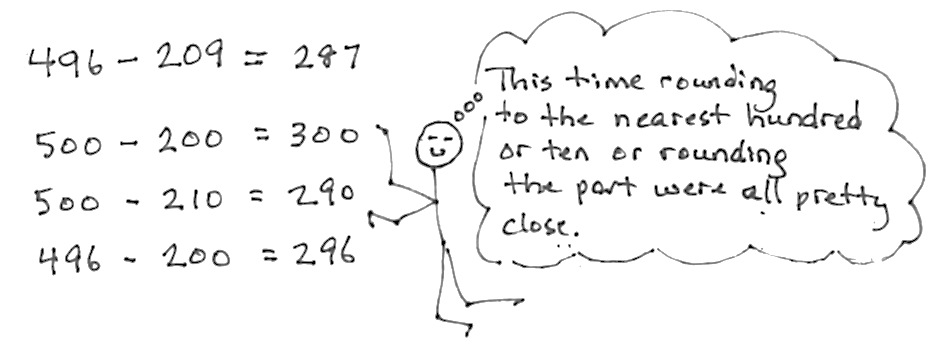 496 - 209 = 287
500 - 200 = 300
500 - 210 = 290
496 - 200 = 296
This time rounding
to the nearest hundred
or ten or rounding
the part were all pretty
close.